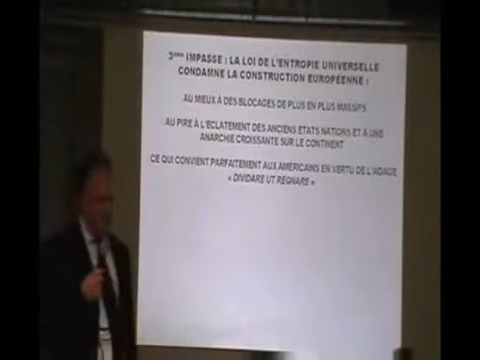 3ème IMPASSE : LA LOI DE L'ENTROPIE UNIVERSELLE
CONDAMNE LA CONSTRUCTION EUROPÉENNE :
AU MIEUX À DES BLOCAGES DE PLUS EN PLUS MASSIFS
AU PIRE À L'ECLATEMENT DES ANCIENS ETATS NATIONS ET À UNE
ANARCHIE CROISSANTE SUR LE CONTINENT
CE QUI CONVIENT PARFAITEMENT AUX AMÉRICAINS EN VERTU DE L'ADAGE
« DIVIDARE UT REGNARE »